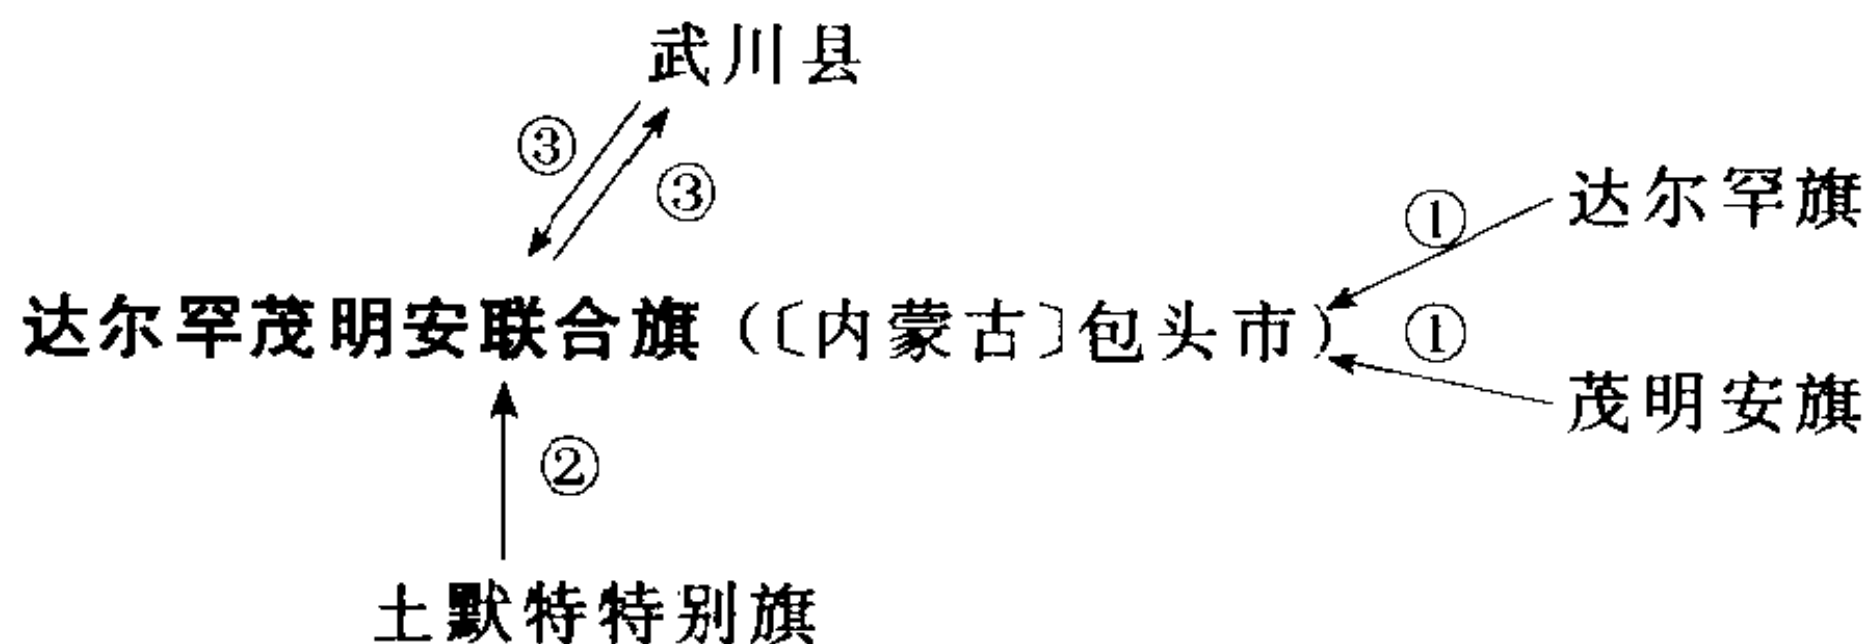 武川县
③
③
达尔罕旗
①
达尔罕茂明安联合旗(〔内蒙古〕包头市)
①
茂明安旗
②
土默特特别旗